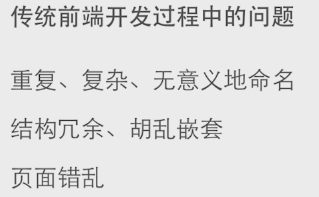 传统前端开发过程中的问题
重复、复杂、无意义地命名
结构冗余、胡乱嵌套
页面错乱